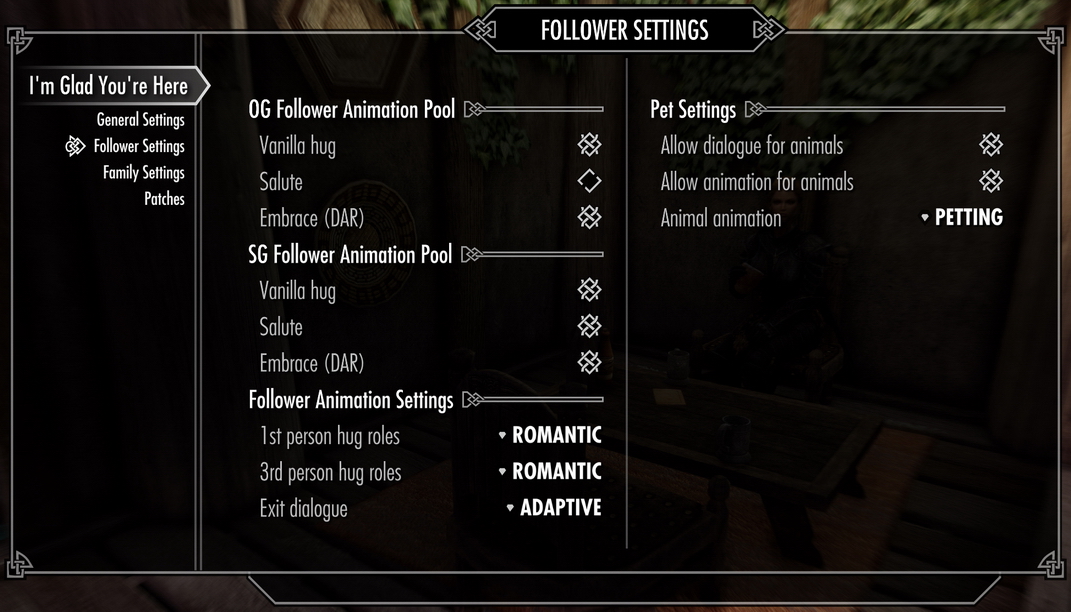 FOLLOWER SETTINGS
I'm Glad You're Here
General Settings
Follower Settings
Family Settings
Patches
OG Follower Animation Pool
Vanilla hug
Salute
Embrace (DAR)
SG Follower Animation Pool
Vanilla hug
Salute
Embrace (DAR)
Follower Animation Settings
1st person hug roles ROMANTIC
3rd person hug roles ROMANTIC
Exit dialogue ADAPTIVE
Pet Settings
Allow dialogue for animals
Allow animation for animals
Animal animation PETTING